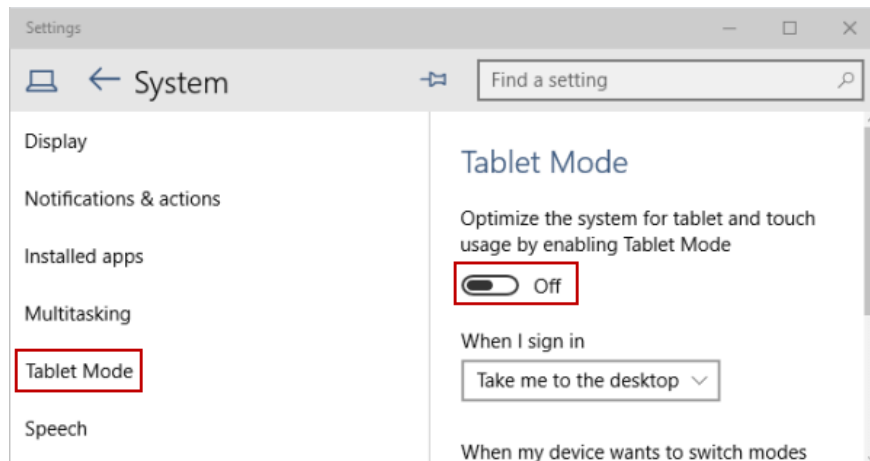 Settings
System
Find a setting
Display
Notifications & actions
Installed apps
Multitasking
Tablet Mode
Speech
Tablet Mode
Optimize the system for tablet and touch
usage by enabling Tablet Mode
Off
When I sign in
Take me to the desktop
When my device wants to switch modes